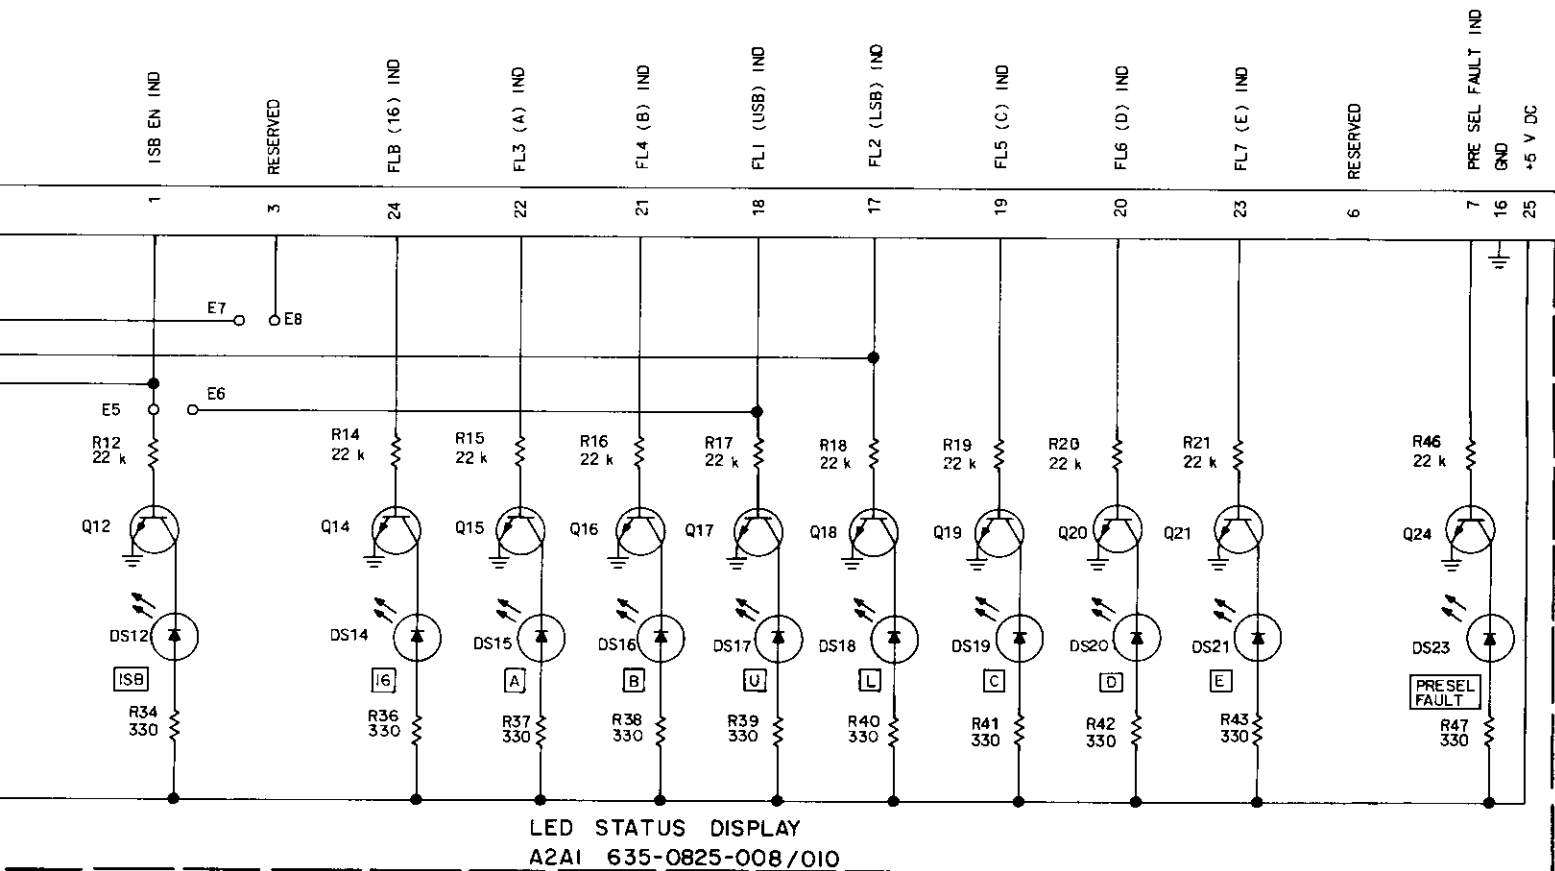 ISB EN IND
RESERVED
FL8 (16) IND
FL3 (A) IND
FL4 (B) IND
FL1 (USB) IND
FL2 (LSB) IND
FL5 (C) IND
FL6 (D) IND
FL7 (E) IND
RESERVED
PRE SEL FAULT IND
GND
+5 V DC
1
3
24
22
21
18
17
19
20
23
6
7
16
25
E7
E8
E5
E6
R12
22 k
R14
22 k
R15
22 k
R16
22 k
R17
22 k
R18
22 k
R19
22 k
R20
22 k
R21
22 k
R46
22 k
Q12
Q14
Q15
Q16
Q17
Q18
Q19
Q20
Q21
Q24
DS12
DS14
DS15
DS16
DS17
DS18
DS19
DS20
DS21
DS23
ISB
16
A
B
U
L
C
D
E
PRESEL
FAULT
R34
330
R36
330
R37
330
R38
330
R39
330
R40
330
R41
330
R42
330
R43
330
R47
330
LED STATUS DISPLAY
A2A1 635-0825-008/010